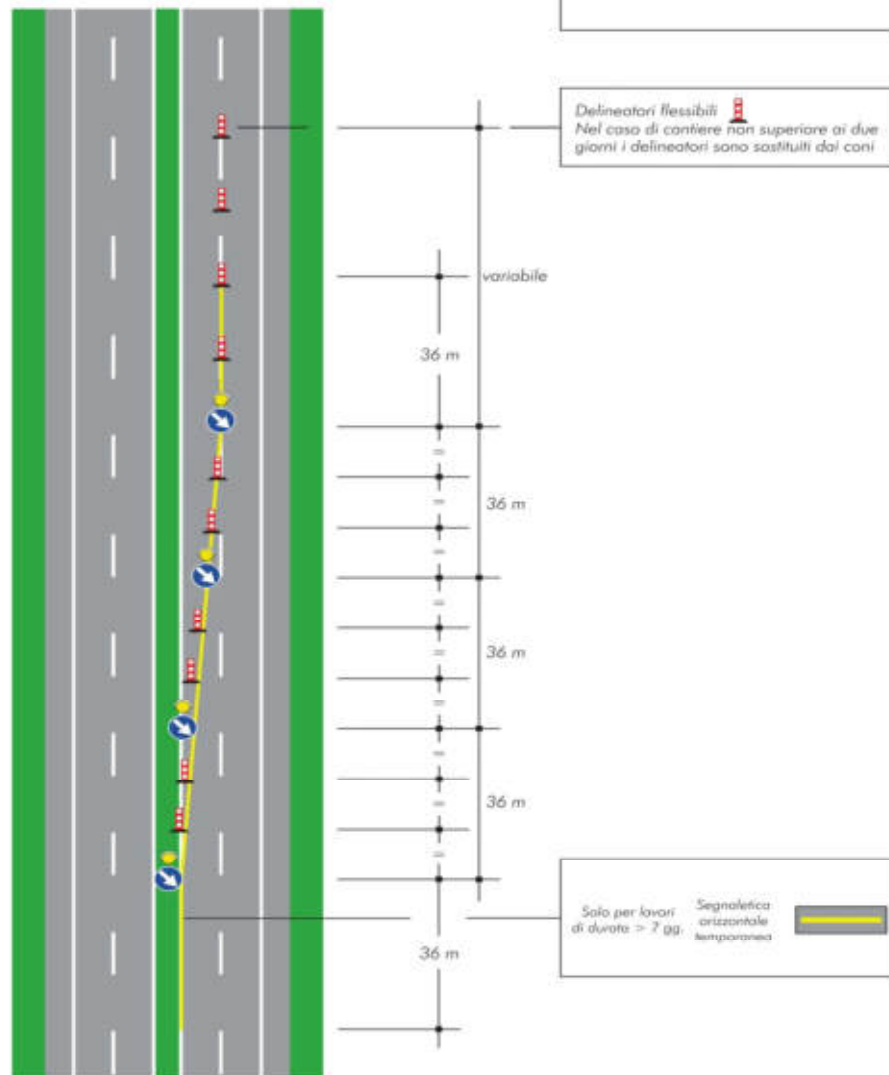 Delineatori flessibili
Nel caso di cantiere non superiore ai due
giorni i delineatori sono sostituiti dai coni
variabile
36 m
=
=
36 m
=
=
=
36 m
=
=
=
36 m
=
Solo per lavori
di durata > 7 gg.
Segnaletica
orizzontale
temporanea
36 m